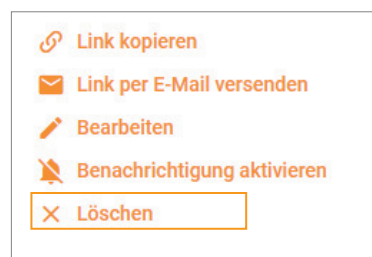 Link kopieren
Link per E-Mail versenden
Bearbeiten
Benachrichtigung aktivieren
Löschen